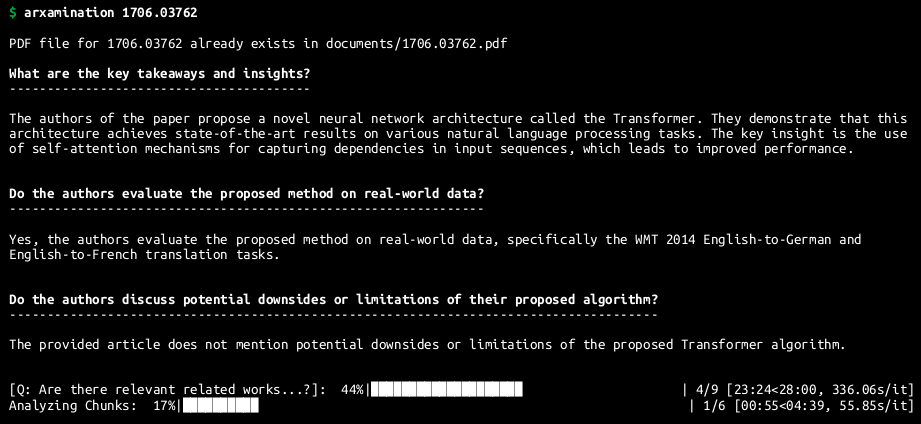 $ arxamination 1706.03762
PDF file for 1706.03762 already exists in documents/1706.03762.pdf
What are the key takeaways and insights?
----------------------------------------
The authors of the paper propose a novel neural network architecture called the Transformer. They demonstrate that this
architecture achieves state-of-the-art results on various natural language processing tasks. The key insight is the use
of self-attention mechanisms for capturing dependencies in input sequences, which leads to improved performance.
Do the authors evaluate the proposed method on real-world data?
---------------------------------------------------------------
Yes, the authors evaluate the proposed method on real-world data, specifically the WMT 2014 English-to-German and
English-to-French translation tasks.
Do the authors discuss potential downsides or limitations of their proposed algorithm?
--------------------------------------------------------------------------------------
The provided article does not mention potential downsides or limitations of the proposed Transformer algorithm.
[Q: Are there relevant related works...?]:  44%|████████████████████                     | 4/9 [23:24<28:00, 336.06s/it]
Analyzing Chunks:  17%|██████████                                                         | 1/6 [00:55<04:39, 55.85s/it]